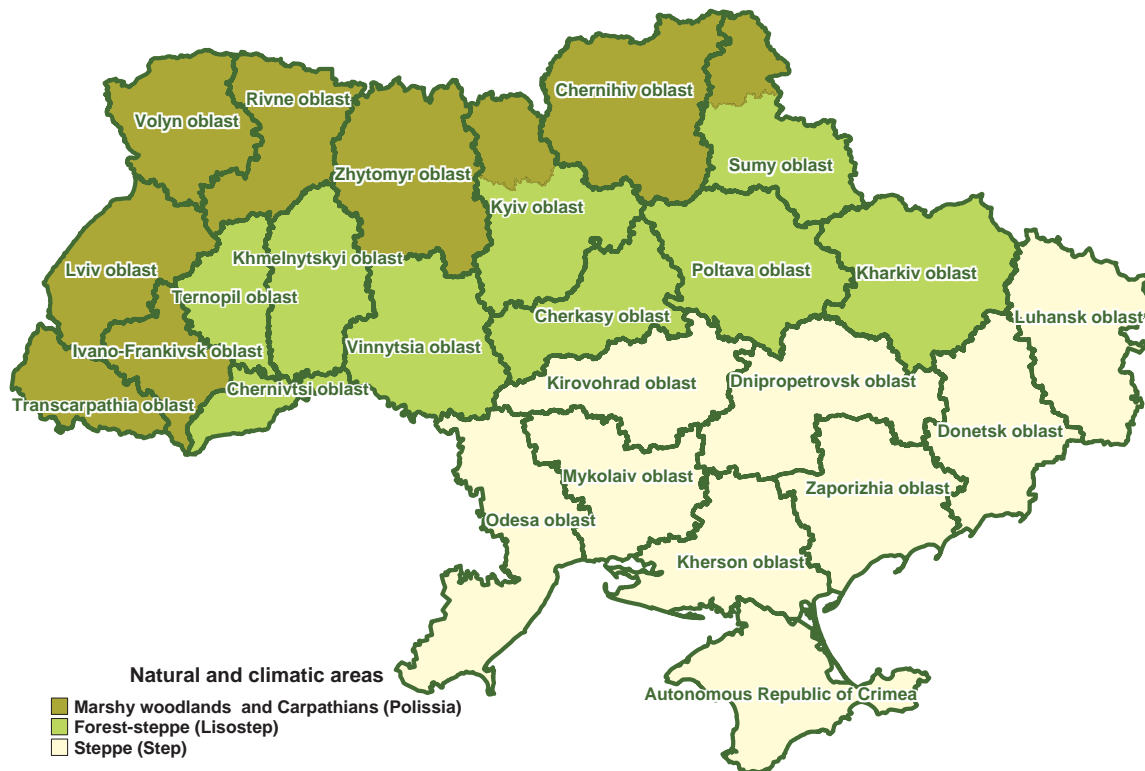 Chernihiv oblast
Rivne oblast
Volyn oblast
Sumy oblast
Zhytomyr oblast
Kyiv oblast
Khmelnytskyi oblast
Lviv oblast
Poltava oblast
Kharkiv oblast
Ternopil oblast
Cherkasy oblast
Luhansk oblast
Vinnytsia oblast
Ivano-Frankivsk oblast
Kirovohrad oblast
Dnipropetrovsk oblast
Chernivtsi oblast
Transcarpathia oblast
Donetsk oblast
Mykolaiv oblast
Zaporizhia oblast
Odesa oblast
Kherson oblast
Autonomous Republic of Crimea
Natural and climatic areas
Marshy woodlands and Carpathians (Polissia)
Forest-steppe (Lisostep)
Steppe (Step)